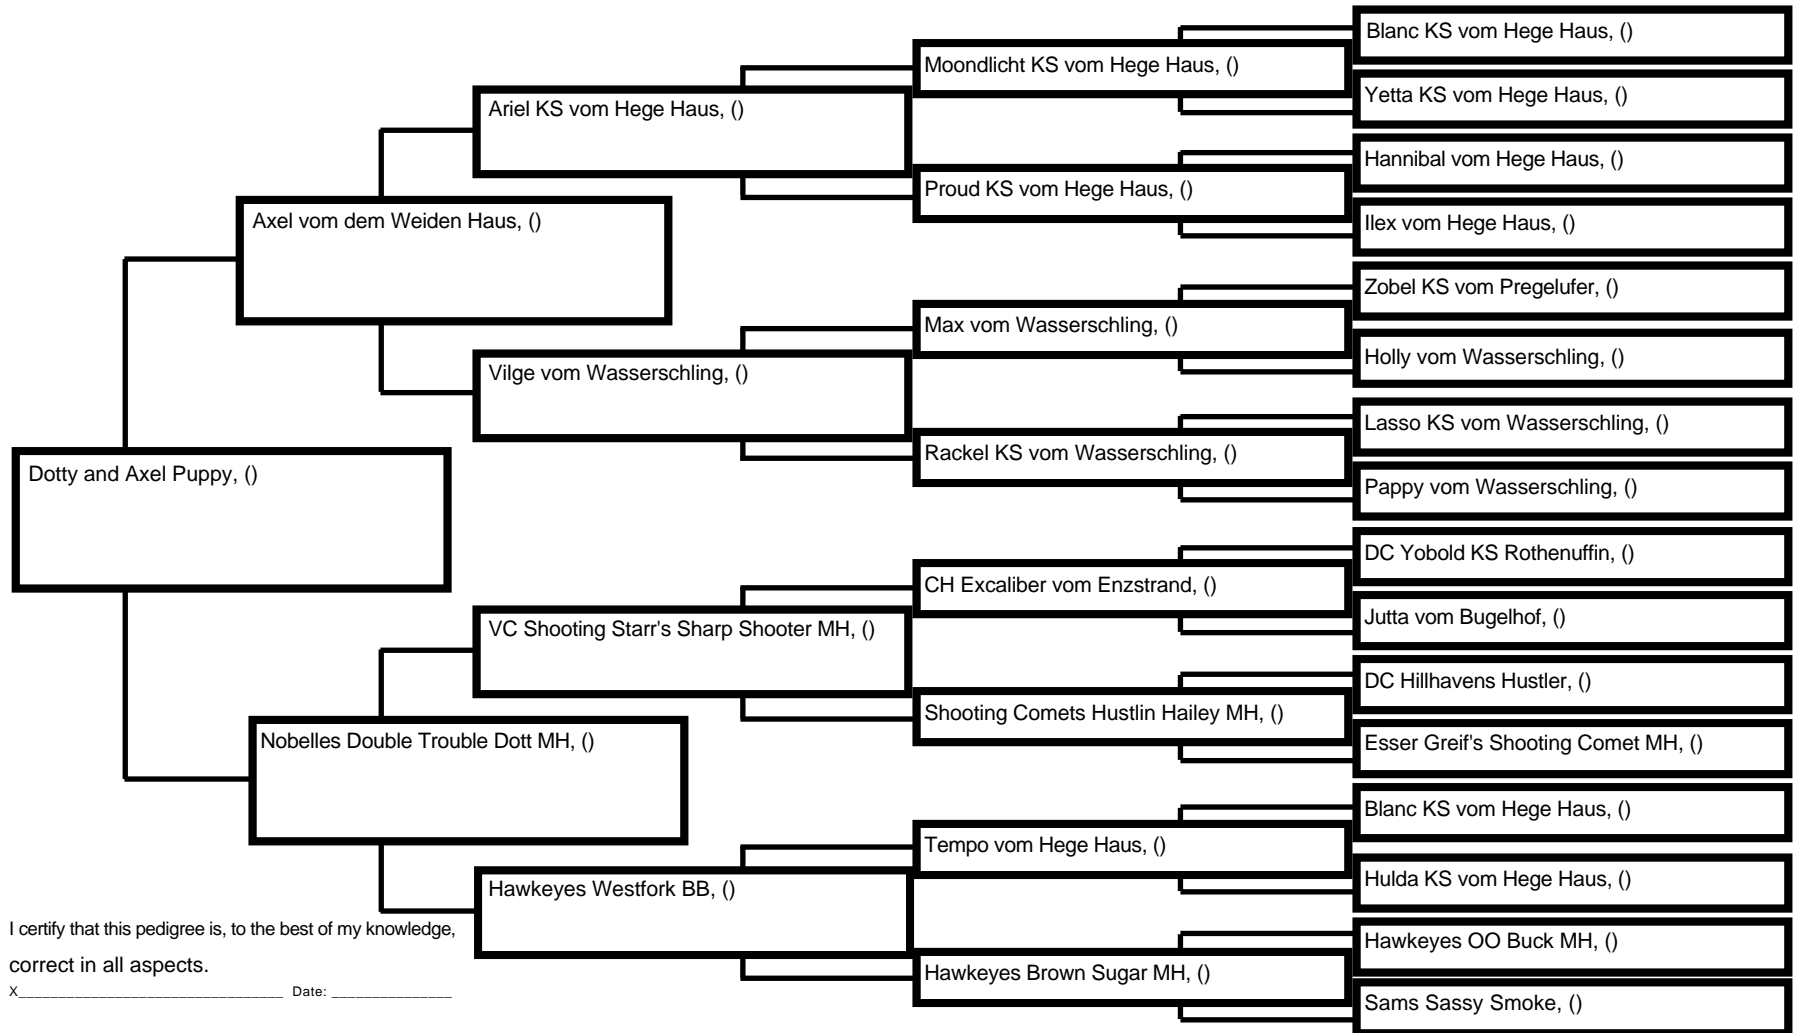 Blanc KS vom Hege Haus, ()
Moondlicht KS vom Hege Haus, ()
Yetta KS vom Hege Haus, ()
Ariel KS vom Hege Haus, ()
Hannibal vom Hege Haus, ()
Proud KS vom Hege Haus, ()
Ilex vom Hege Haus, ()
Axel vom dem Weiden Haus, ()
Zobel KS vom Pregelufer, ()
Max vom Wasserschling, ()
Holly vom Wasserschling, ()
Vilge vom Wasserschling, ()
Lasso KS vom Wasserschling, ()
Rackel KS vom Wasserschling, ()
Pappy vom Wasserschling, ()
Dotty and Axel Puppy, ()
DC Yobold KS Rothenuffin, ()
CH Excaliber vom Enzstrand, ()
Jutta vom Bugelhof, ()
VC Shooting Starr's Sharp Shooter MH, ()
DC Hillhavens Hustler, ()
Shooting Comets Hustlin Hailey MH, ()
Esser Greif's Shooting Comet MH, ()
Nobelles Double Trouble Dott MH, ()
Blanc KS vom Hege Haus, ()
Tempo vom Hege Haus, ()
Hulda KS vom Hege Haus, ()
Hawkeyes Westfork BB, ()
Hawkeyes OO Buck MH, ()
Hawkeyes Brown Sugar MH, ()
Sams Sassy Smoke, ()
I certify that this pedigree is, to the best of my knowledge,
correct in all aspects.
X_________________________________ Date: _______________